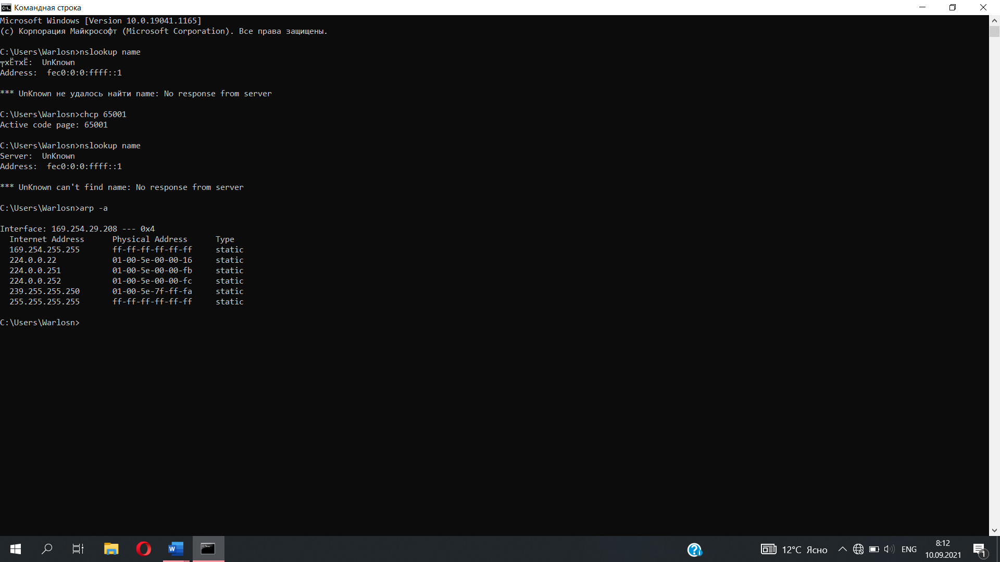 Командная строка
Microsoft Windows [Version 10.0.19041.1165]
(c) Корпорация Майкрософт (Microsoft Corporation). Все права защищены.
C:\Users\Warlosn>nslookup name
╤хЁтхЁ:  UnKnown
Address:  fec0:0:0:ffff::1
*** UnKnown не удалось найти name: No response from server
C:\Users\Warlosn>chcp 65001
Active code page: 65001
C:\Users\Warlosn>nslookup name
Server:  UnKnown
Address:  fec0:0:0:ffff::1
*** UnKnown can't find name: No response from server
C:\Users\Warlosn>arp -a
Interface: 169.254.29.208 --- 0x4
  Internet Address      Physical Address      Type
  169.254.255.255       ff-ff-ff-ff-ff-ff     static
  224.0.0.22            01-00-5e-00-00-16     static
  224.0.0.251           01-00-5e-00-00-fb     static
  224.0.0.252           01-00-5e-00-00-fc     static
  239.255.255.250       01-00-5e-7f-ff-fa     static
  255.255.255.255       ff-ff-ff-ff-ff-ff     static
C:\Users\Warlosn>
12°C Ясно
ENG
8:12
10.09.2021
1